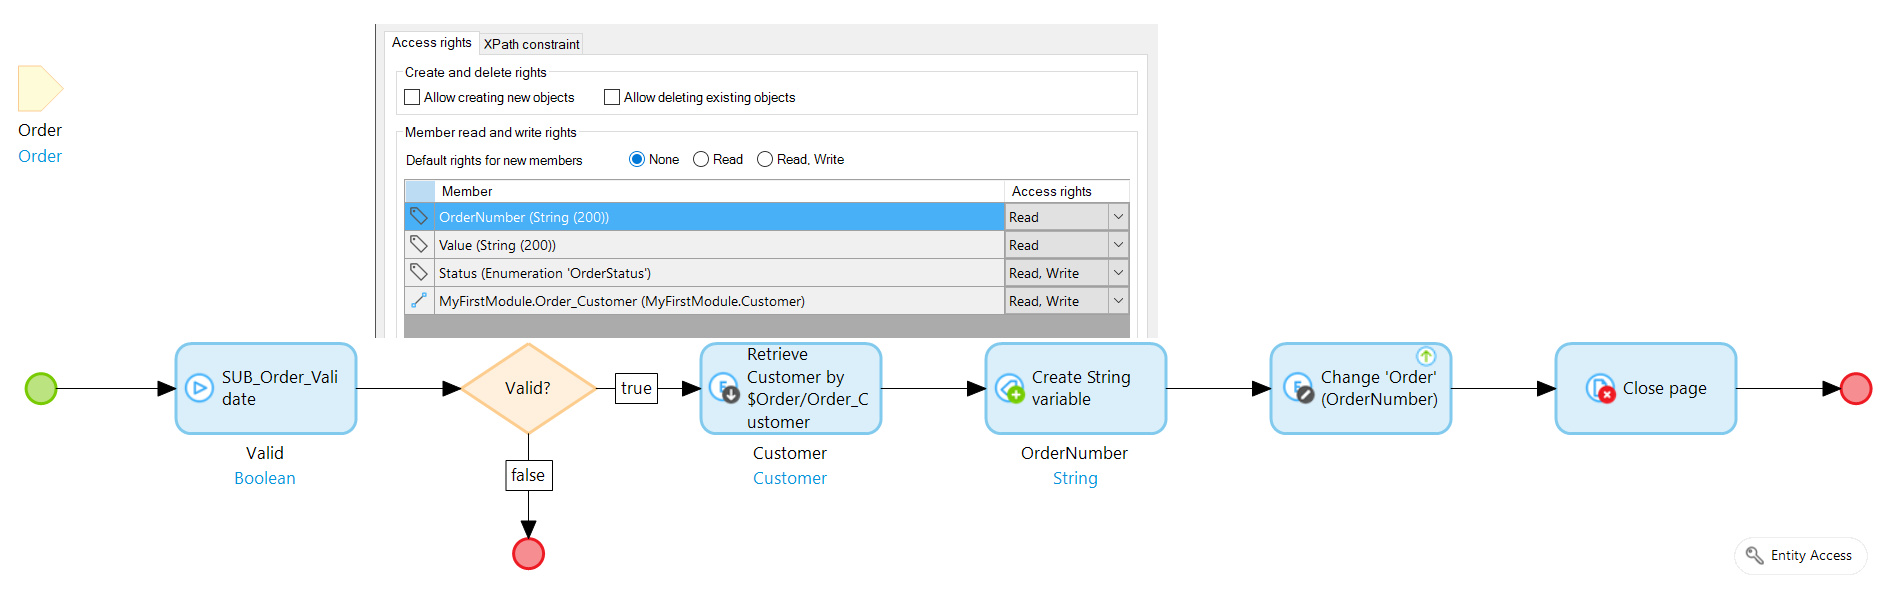 Access rights
XPath constraint
Create and delete rights
Allow creating new objects
Allow deleting existing objects
Member read and write rights
Default rights for new members
None
Read
Read, Write
Member
Access rights
OrderNumber (String (200))
Read
Value (String (200))
Read
Status (Enumeration 'OrderStatus')
Read, Write
MyFirstModule.Order_Customer (MyFirstModule.Customer)
Read, Write
Order
Order
SUB_Order_Vali
date
Valid
Boolean
Valid?
true
false
Retrieve
Customer by
$Order/Order_C
ustomer
Customer
Customer
Create String
variable
OrderNumber
String
Change 'Order'
(OrderNumber)
Close page
Entity Access